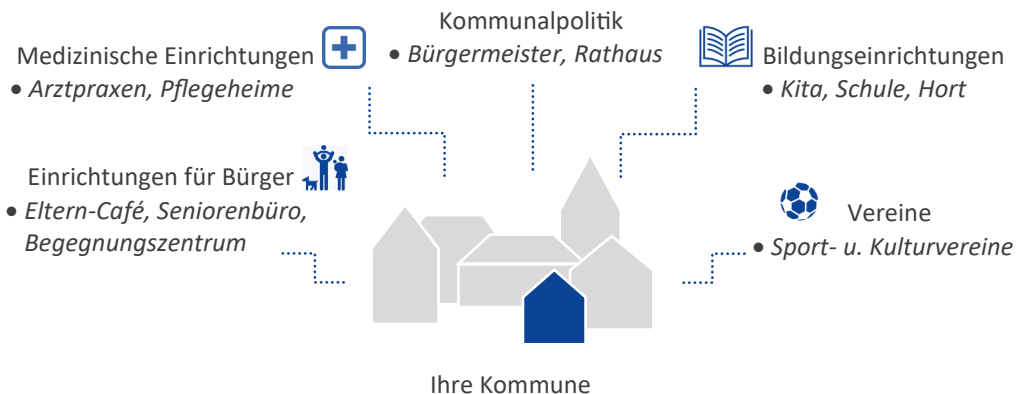 Kommunalpolitik
• Bürgermeister, Rathaus
Medizinische Einrichtungen
• Arztpraxen, Pflegeheime
Bildungseinrichtungen
• Kita, Schule, Hort
Einrichtungen für Bürger
• Eltern-Café, Seniorenbüro,
Begegnungszentrum
Vereine
• Sport- u. Kulturvereine
Ihre Kommune